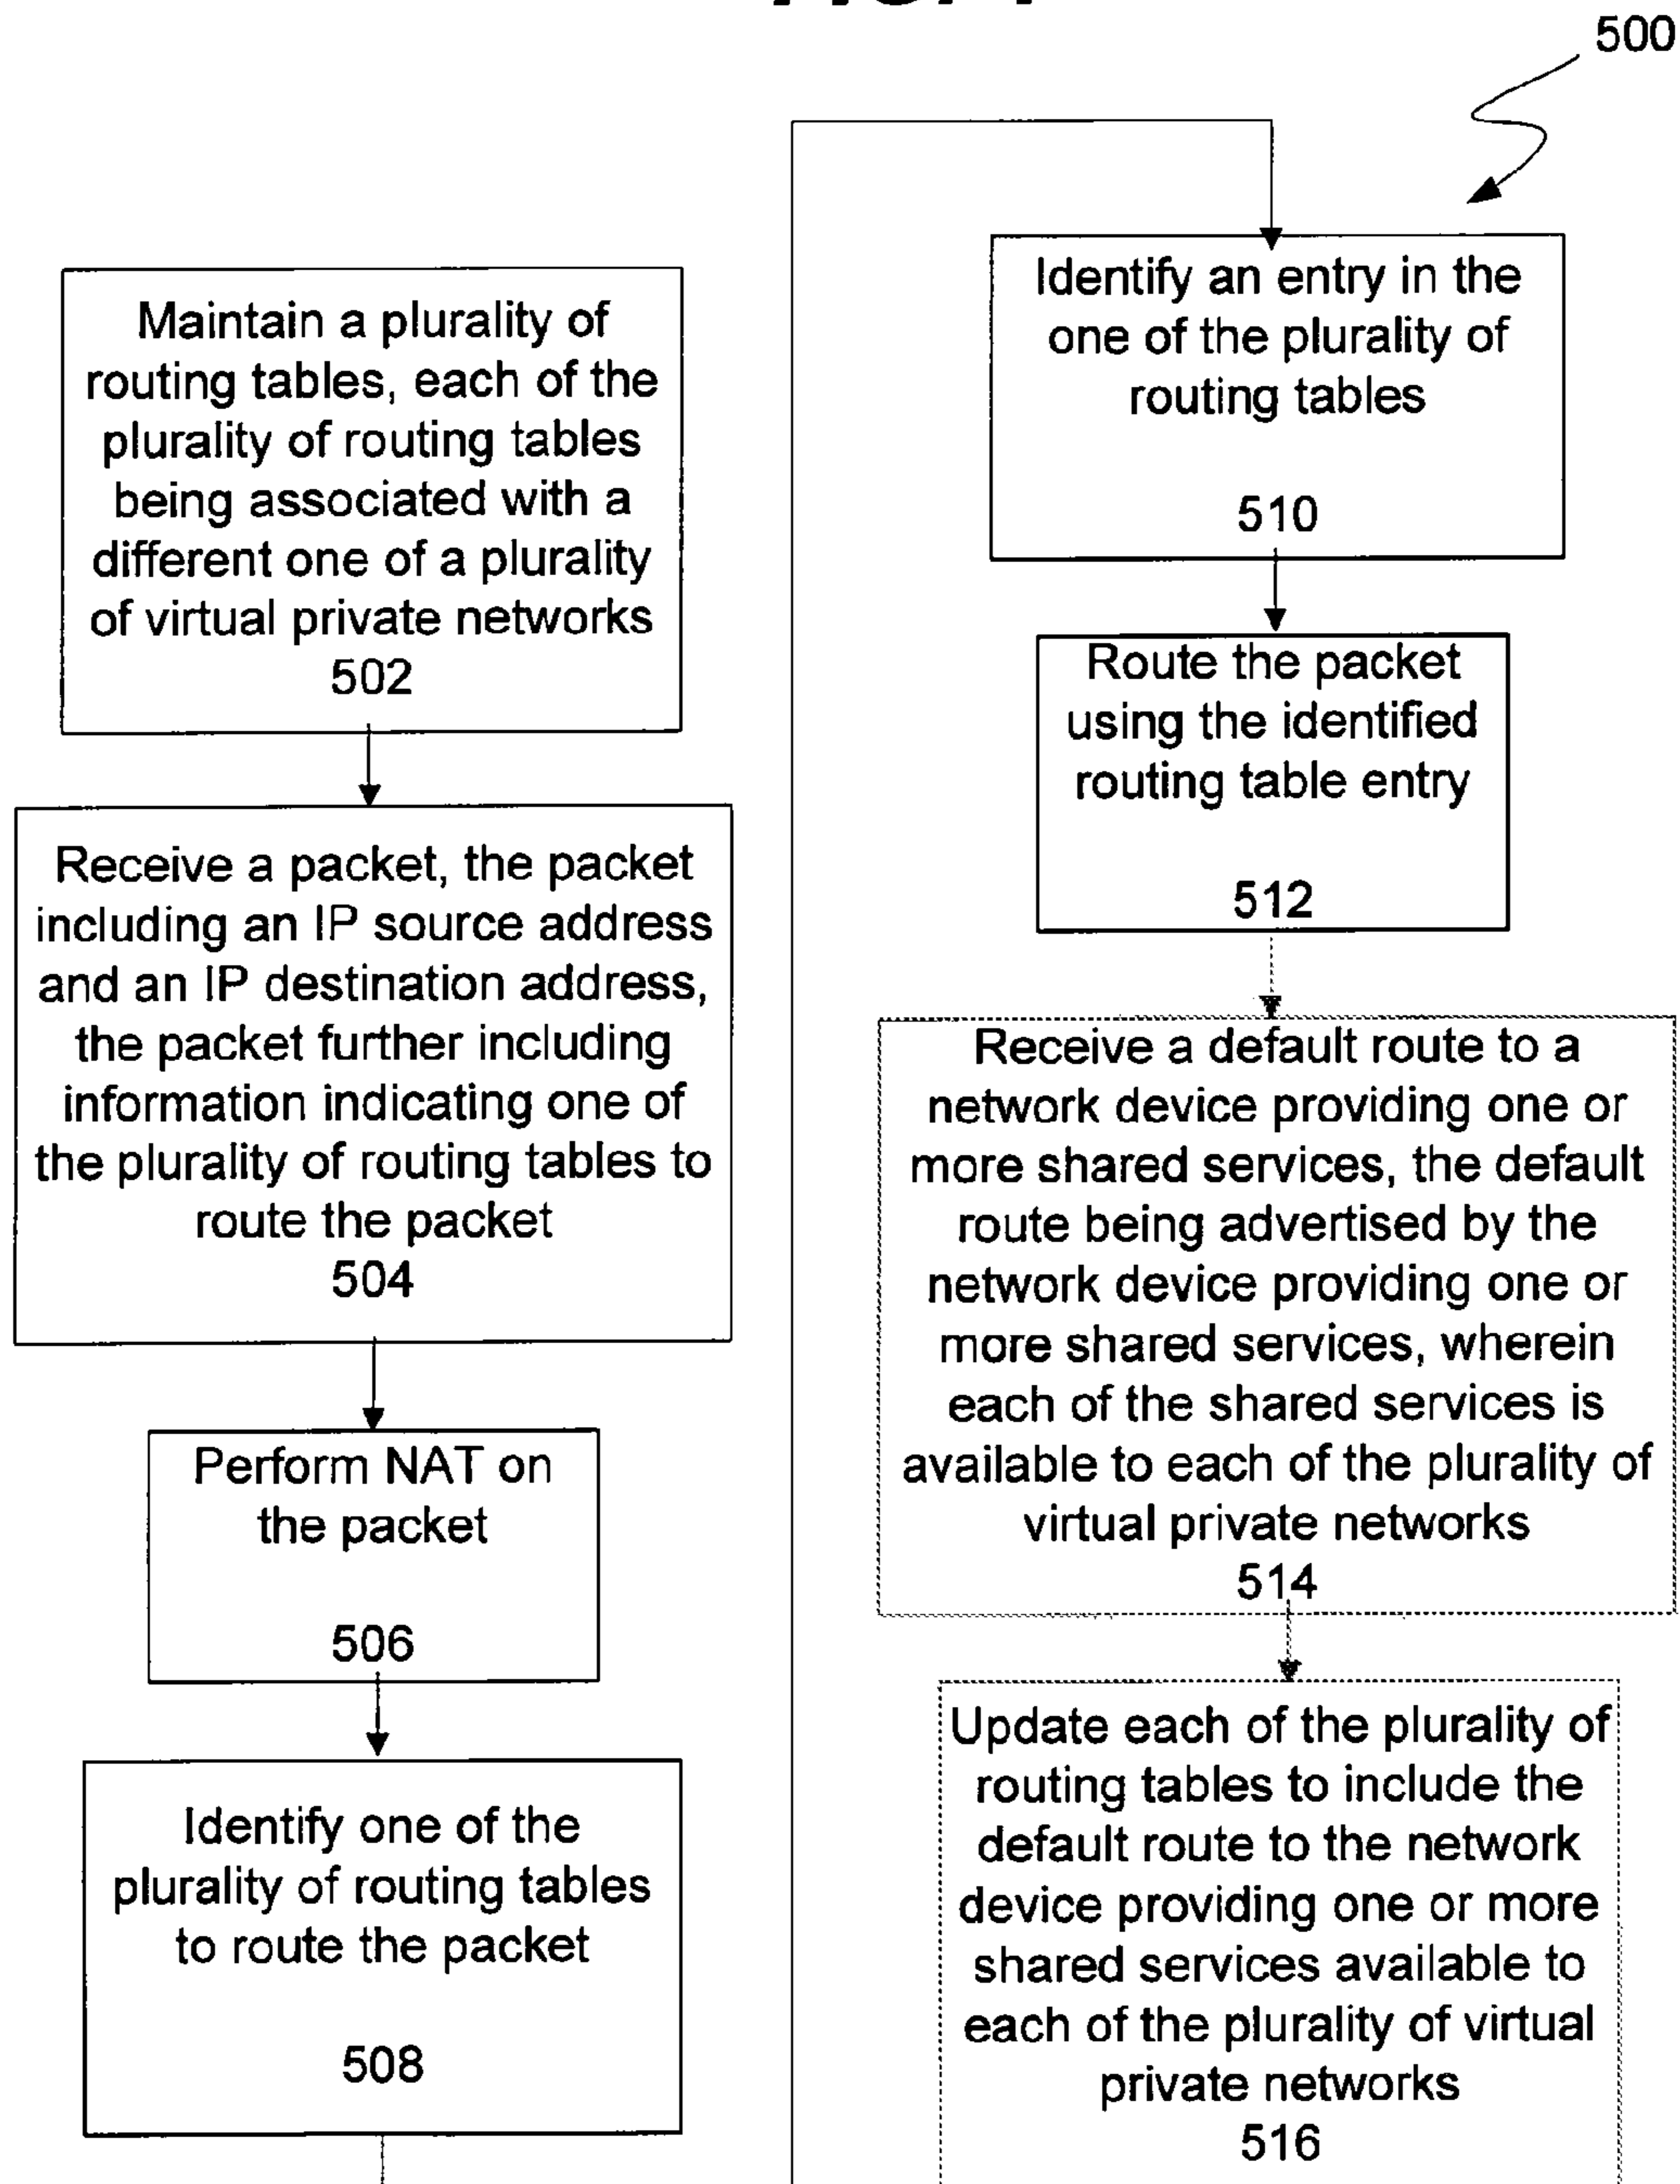 500
Maintain a plurality of
routing tables, each of the
plurality of routing tables
being associated with a
different one of a plurality
of virtual private networks
502
Receive a packet, the packet
including an IP source address
and an IP destination address,
the packet further including
information indicating one of
the plurality of routing tables to
route the packet
504
Perform NAT on
the packet
506
Identify one of the
plurality of routing tables
to route the packet
508
Identify an entry in the
one of the plurality of
routing tables
510
Route the packet
using the identified
routing table entry
512
Receive a default route to a
network device providing one or
more shared services, the default
route being advertised by the
network device providing one or
more shared services, wherein
each of the shared services is
available to each of the plurality of
virtual private networks
514
Update each of the plurality of
routing tables to include the
default route to the network
device providing one or more
shared services available to
each of the plurality of virtual
private networks
516